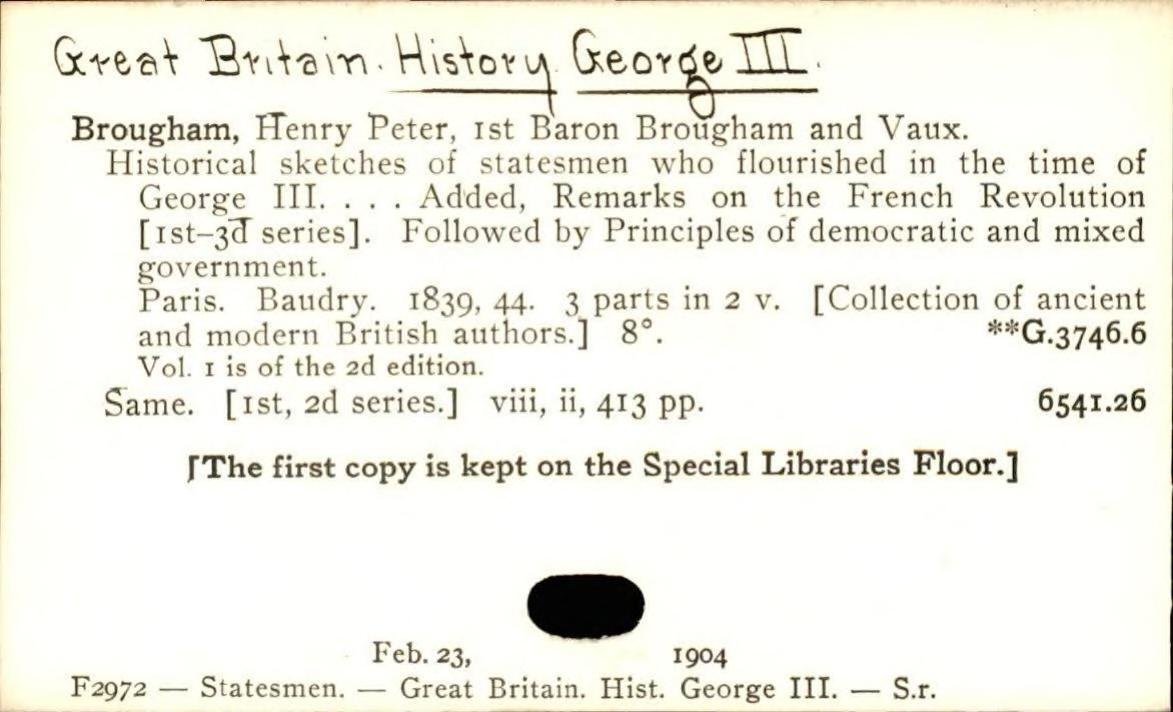 Great Britain. History. George III.
Brougham, Henry Peter, 1st Baron Brougham and Vaux.
Historical sketches of statesmen who flourished in the time of
George III. . . . Added, Remarks on the French Revolution
[1st–3d series]. Followed by Principles of democratic and mixed
government.
Paris. Baudry. 1839, 44. 3 parts in 2 v. [Collection of ancient
and modern British authors.] 8°. **G.3746.6
Vol. 1 is of the 2d edition.
Same. [1st, 2d series.] viii, ii, 413 pp. 6541.26
[The first copy is kept on the Special Libraries Floor.]
Feb. 23, 1904
F2972 — Statesmen. — Great Britain. Hist. George III. — S.r.